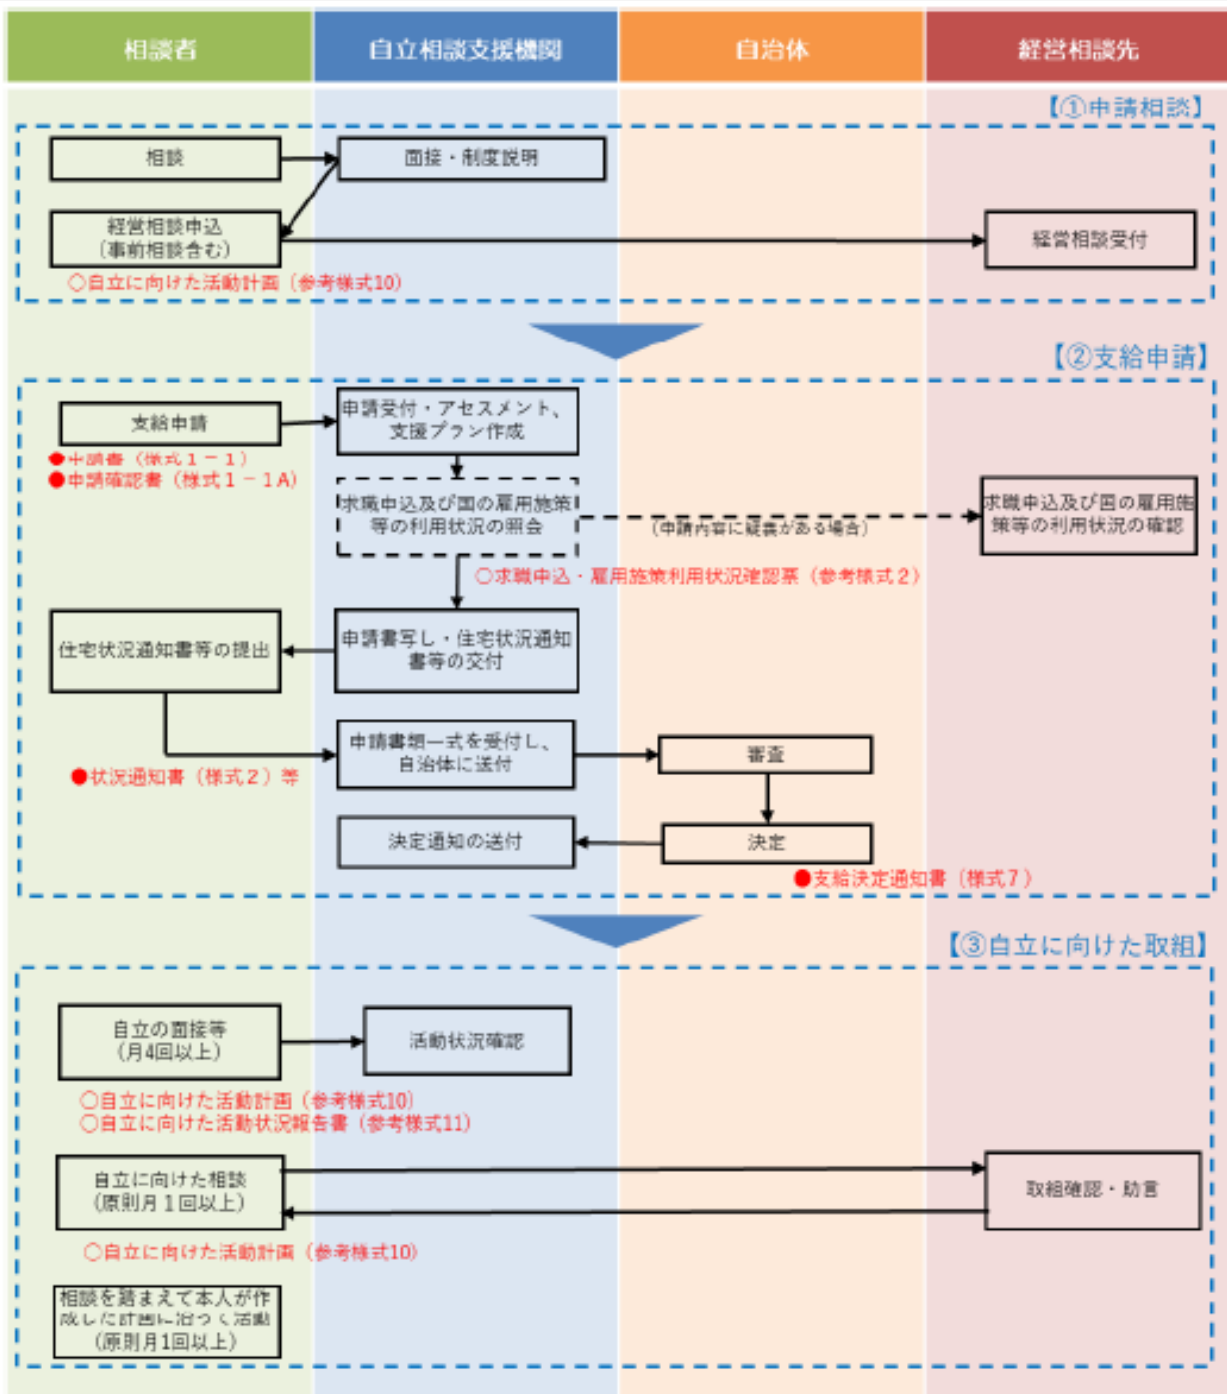 相談者
自立相談支援機関
自治体
経営相談先
【①申請相談】
相談
面接・制度説明
経営相談申込
（事前相談含む）
経営相談受付
○自立に向けた活動計画（参考様式10）
【②支給申請】
支給申請
申請受付・アセスメント、
支援プラン作成
●申請書（様式１－１）
●申請確認書（様式１－１A）
求職申込及び国の雇用施策
等の利用状況の照会
（申請内容に疑義がある場合）
求職申込及び国の雇用施
策等の利用状況の確認
○求職申込・雇用施策利用状況確認票（参考様式２）
住宅状況通知書等の提出
申請書写し・住宅状況通知
書等の交付
申請書類一式を受付し、
自治体に送付
審査
●状況通知書（様式２）等
決定通知の送付
決定
●支給決定通知書（様式７）
【③自立に向けた取組】
自立の面接等
（月4回以上）
活動状況確認
○自立に向けた活動計画（参考様式10）
○自立に向けた活動状況報告書（参考様式11）
自立に向けた相談
（原則月１回以上）
取組確認・助言
○自立に向けた活動計画（参考様式10）
相談を踏まえて本人が作
成した計画に沿って活動
（原則月1回以上）